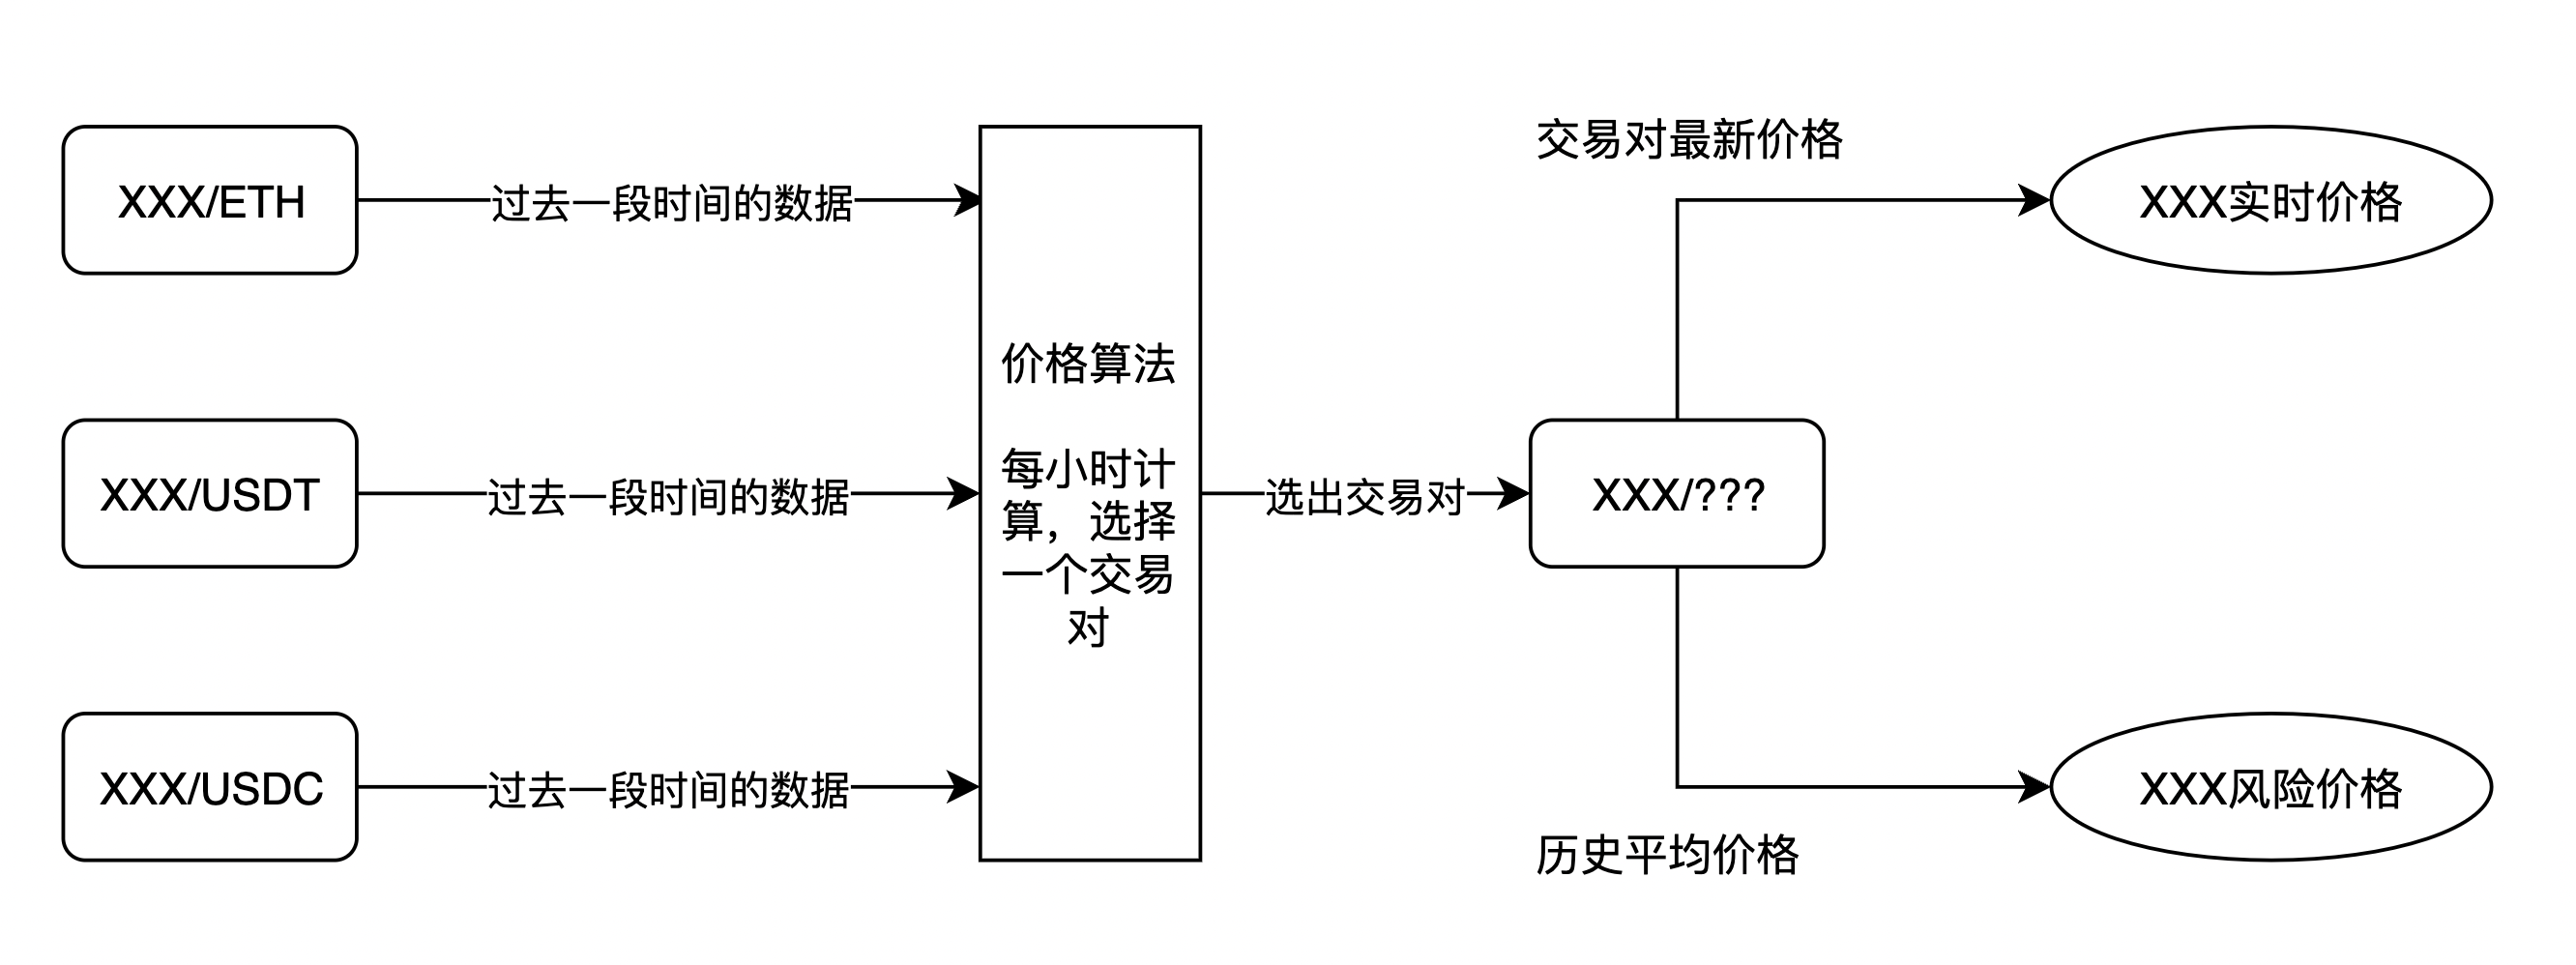 XXX/ETH
过去一段时间的数据
XXX/USDT
过去一段时间的数据
XXX/USDC
过去一段时间的数据
价格算法
每小时计
算，选择
一个交易
对
选出交易对
XXX/???
交易对最新价格
XXX实时价格
历史平均价格
XXX风险价格